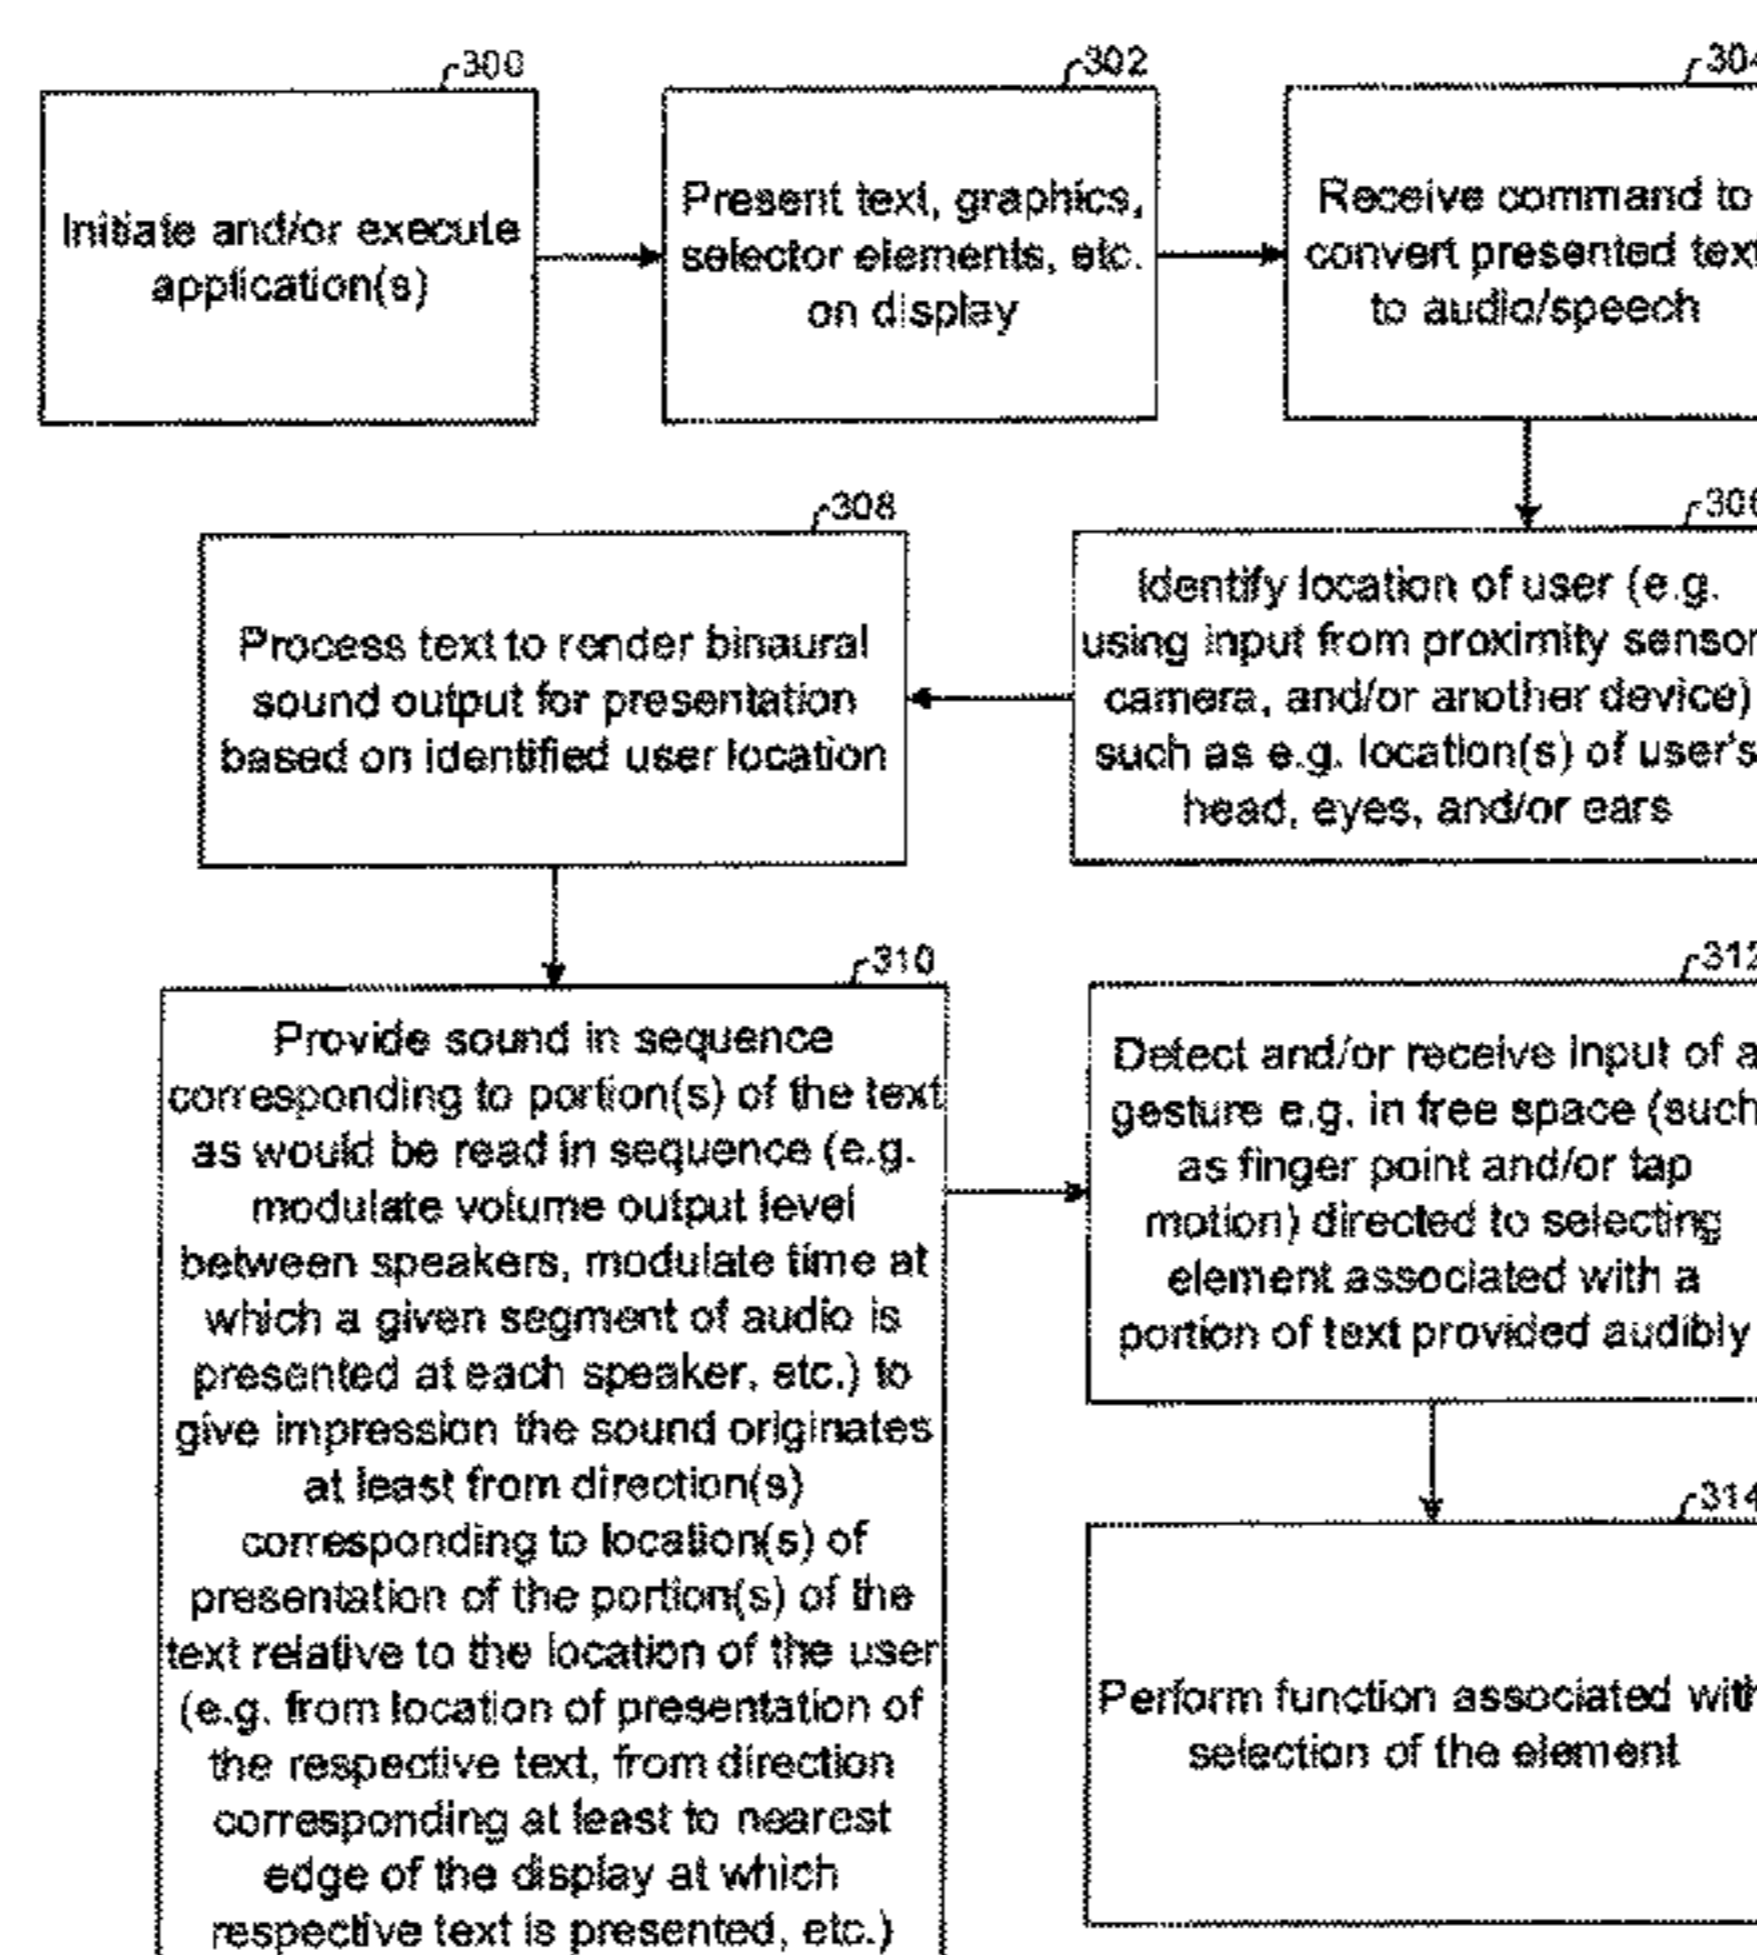 300
Initiate and/or execute
application(s)
302
Present text, graphics,
selector elements, etc.
on display
304
Receive command to
convert presented text
to audio/speech
306
Identify location of user (e.g.
using input from proximity sensor
camera, and/or another device)
such as e.g. location(s) of user's
head, eyes, and/or ears
308
Process text to render binaural
sound output for presentation
based on identified user location
310
Provide sound in sequence
corresponding to portion(s) of the text
as would be read in sequence (e.g.
modulate volume output level
between speakers, modulate time at
which a given segment of audio is
presented at each speaker, etc.) to
give impression the sound originates
at least from direction(s)
corresponding to location(s) of
presentation of the portion(s) of the
text relative to the location of the user
(e.g. from location of presentation of
the respective text, from direction
corresponding at least to nearest
edge of the display at which
respective text is presented, etc.)
312
Detect and/or receive input of a
gesture e.g. in free space (such
as finger point and/or tap
motion) directed to selecting
element associated with a
portion of text provided audibly
314
Perform function associated with
selection of the element